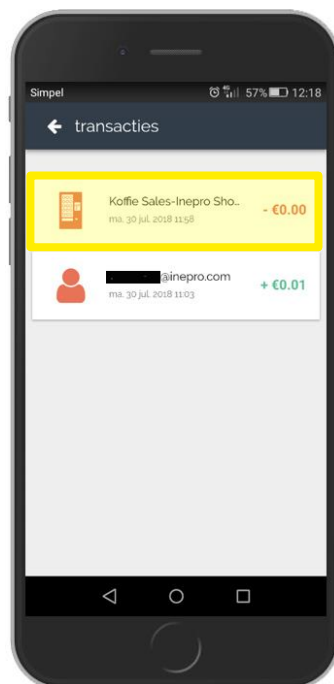 Simpel 4G 57% 12:18
transacties
Koffie Sales-Inepro Sho... - €0.00
ma. 30 jul. 2018 11:58
@inepro.com + €0.01
ma. 30 jul. 2018 11:03